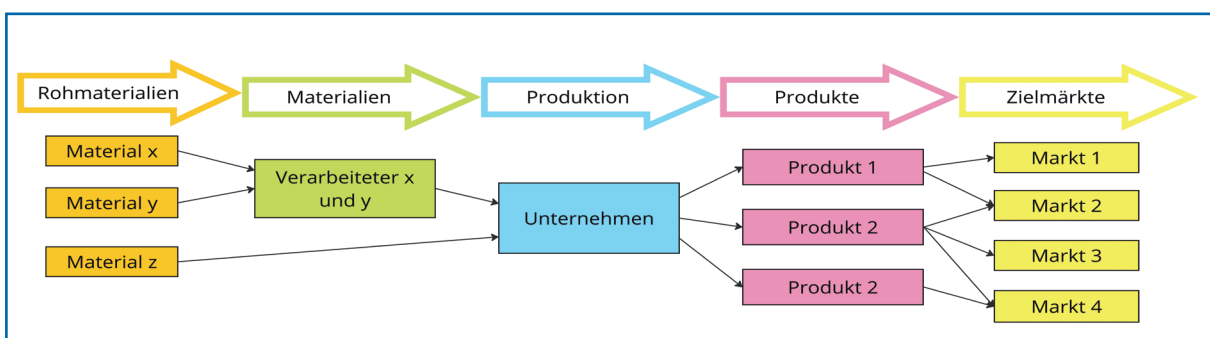 Rohmaterialien
Materialien
Produktion
Produkte
Zielmärkte
Material x
Material y
Material z
Verarbeiteter x
und y
Unternehmen
Produkt 1
Produkt 2
Produkt 2
Markt 1
Markt 2
Markt 3
Markt 4